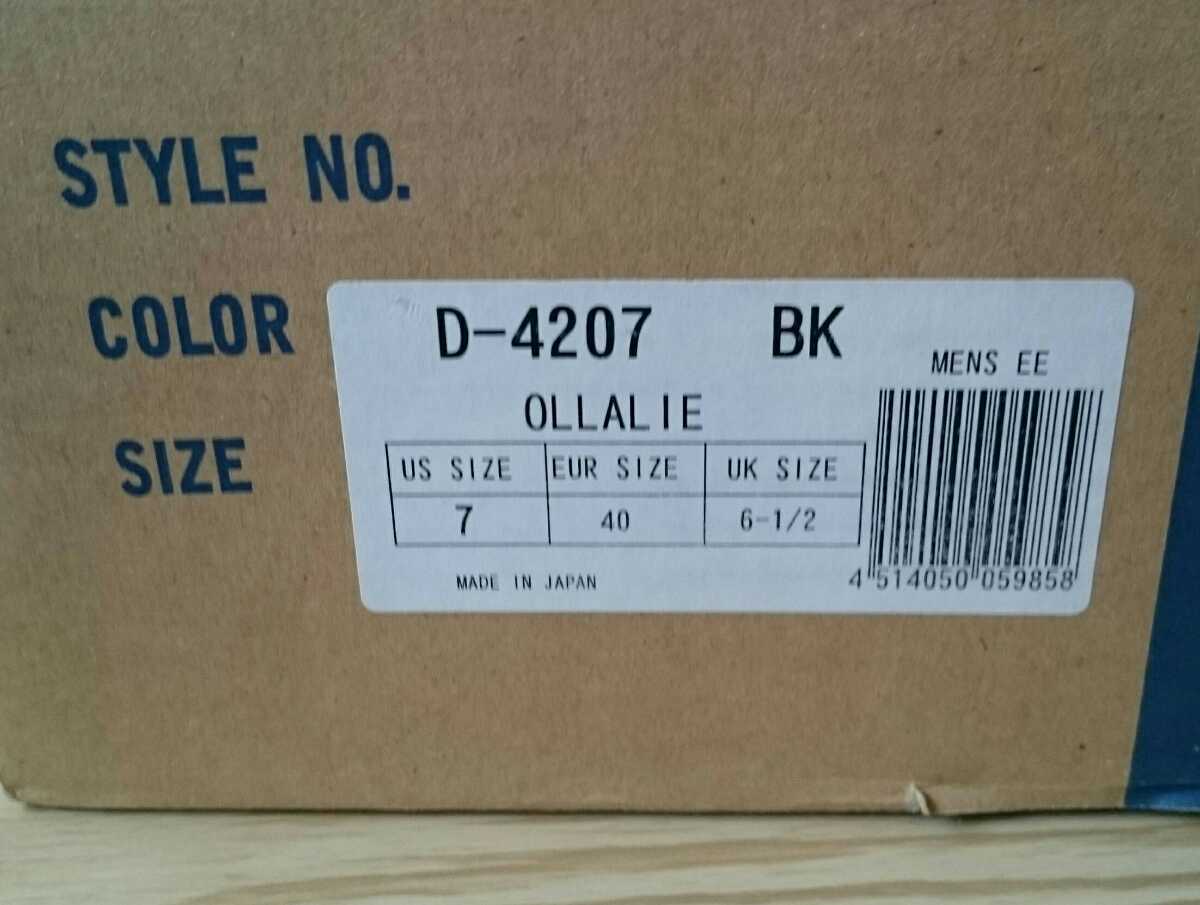 STYLE NO.
COLOR
SIZE
D-4207 BK
MENS EE
OLLALIE
US SIZE EUR SIZE UK SIZE
7 40 6-1/2
MADE IN JAPAN
4 514050 059858